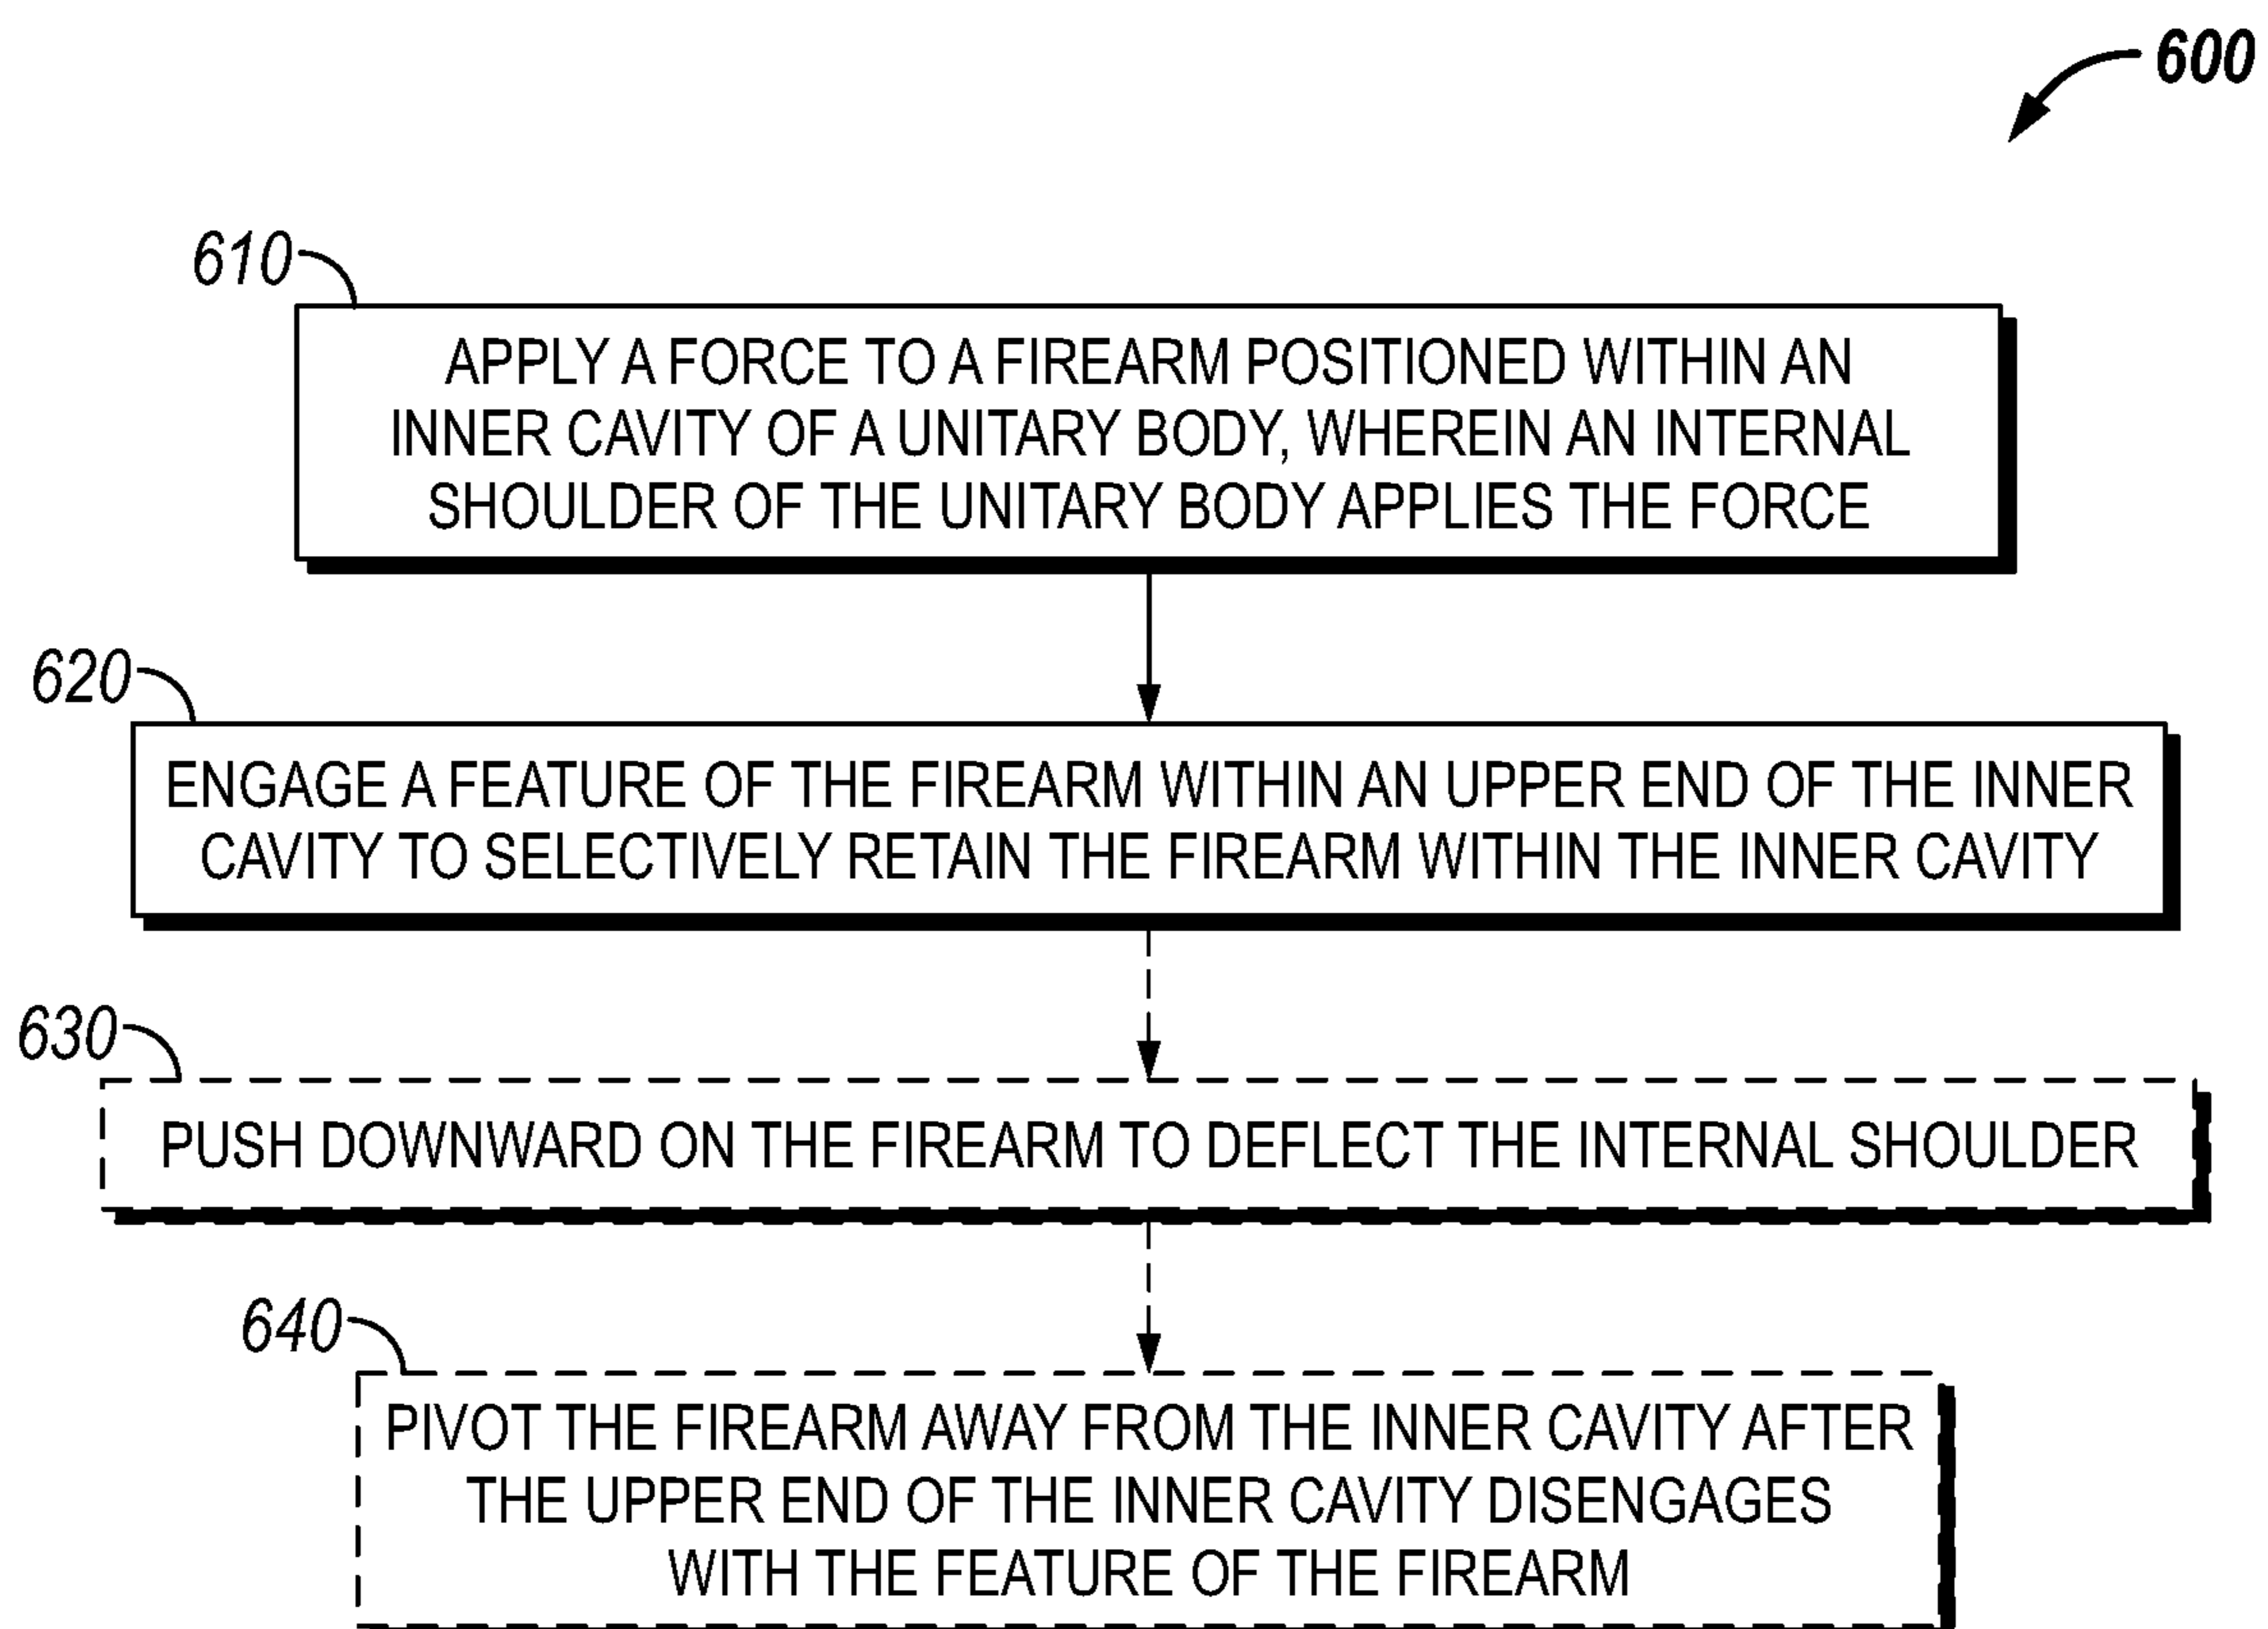 600
610
APPLY A FORCE TO A FIREARM POSITIONED WITHIN AN
INNER CAVITY OF A UNITARY BODY, WHEREIN AN INTERNAL
SHOULDER OF THE UNITARY BODY APPLIES THE FORCE
620
ENGAGE A FEATURE OF THE FIREARM WITHIN AN UPPER END OF THE INNER
CAVITY TO SELECTIVELY RETAIN THE FIREARM WITHIN THE INNER CAVITY
630
PUSH DOWNWARD ON THE FIREARM TO DEFLECT THE INTERNAL SHOULDER
640
PIVOT THE FIREARM AWAY FROM THE INNER CAVITY AFTER
THE UPPER END OF THE INNER CAVITY DISENGAGES
WITH THE FEATURE OF THE FIREARM